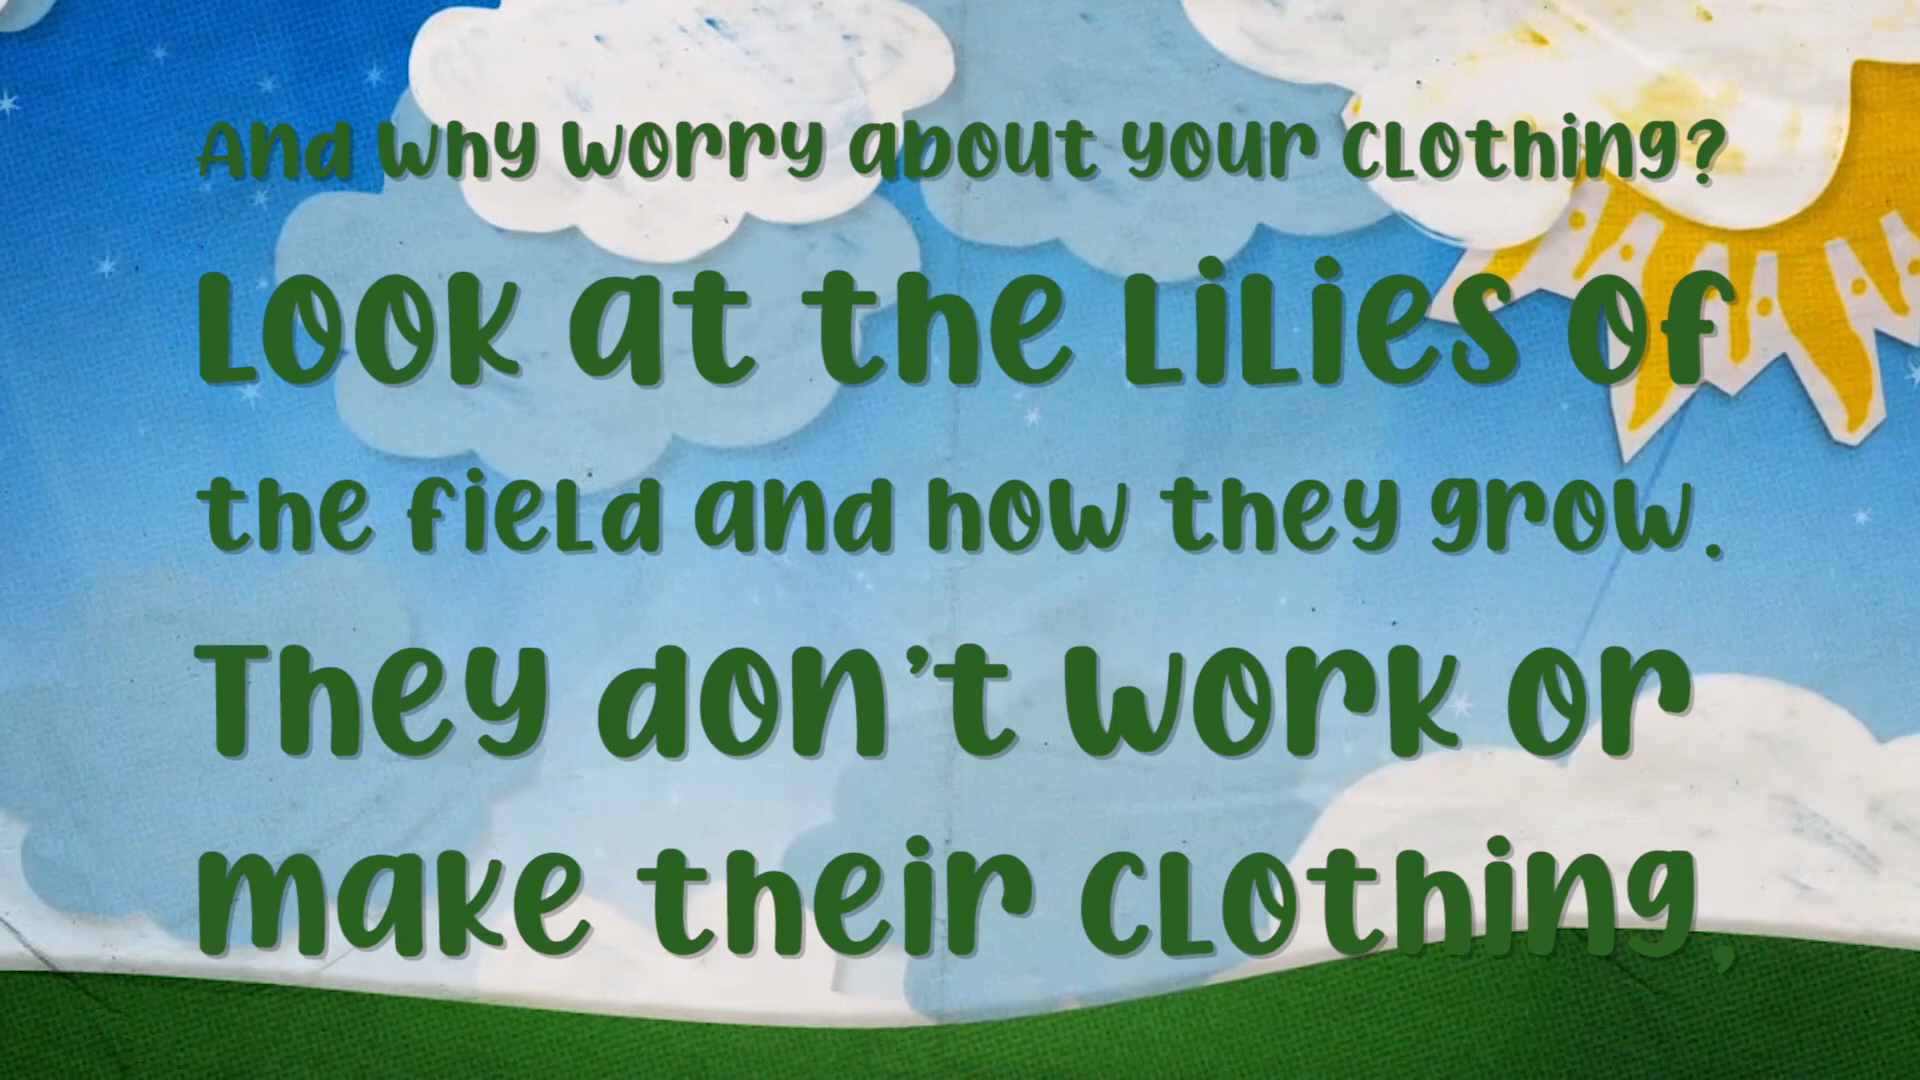 And why worry about your clothing?
Look at the lilies of
the field and how they grow.
They don't work or
make their clothing,